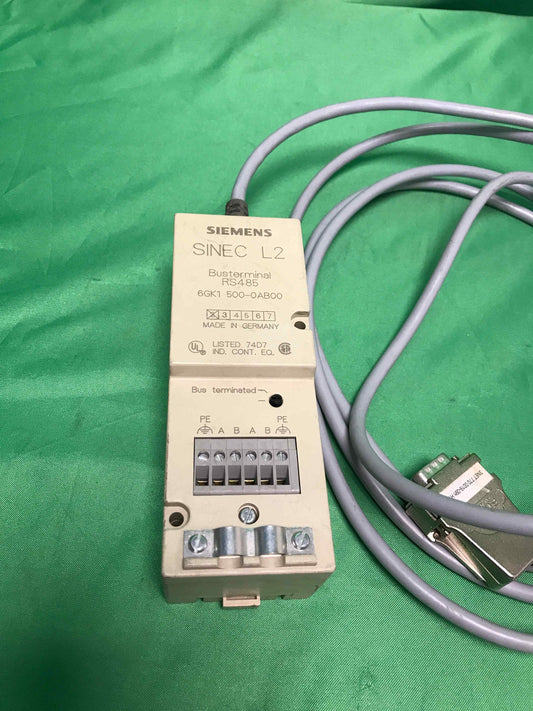 SIEMENS
SINEC L2
Busterminal
RS485
6GK1 500-0AB00
3 4 5 6 7
MADE IN GERMANY
UL LISTED 74D7
IND. CONT. EQ.
Bus terminated
PE PE
A B A B